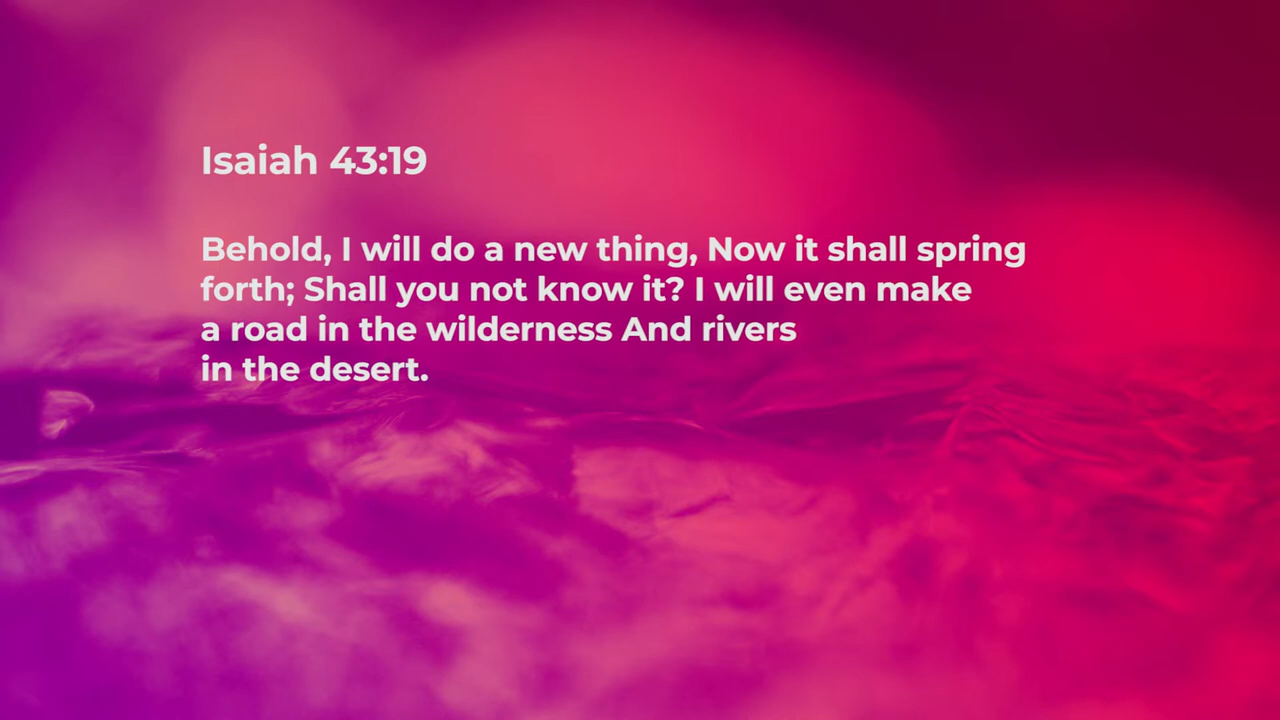 Isaiah 43:19
Behold, I will do a new thing, Now it shall spring
forth; Shall you not know it? I will even make
a road in the wilderness And rivers
in the desert.